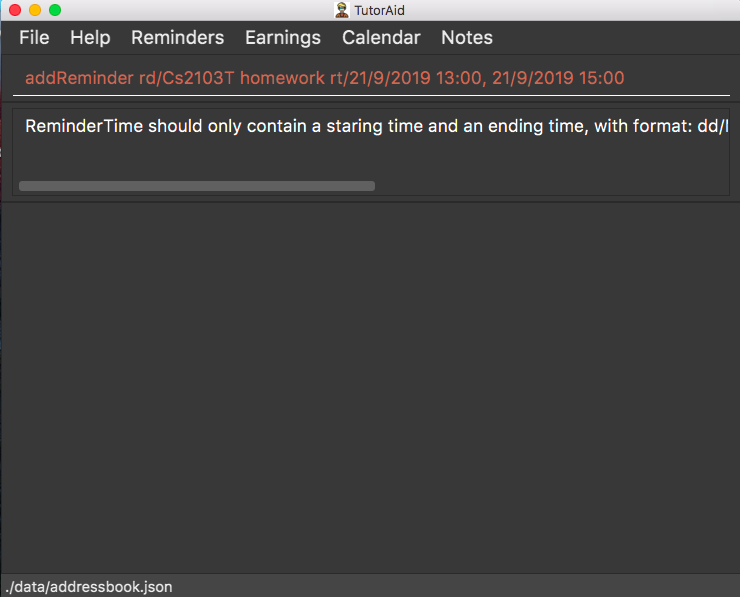 TutorAid
File Help Reminders Earnings Calendar Notes
addReminder rd/Cs2103T homework rt/21/9/2019 13:00, 21/9/2019 15:00
ReminderTime should only contain a staring time and an ending time, with format: dd/
./data/addressbook.json